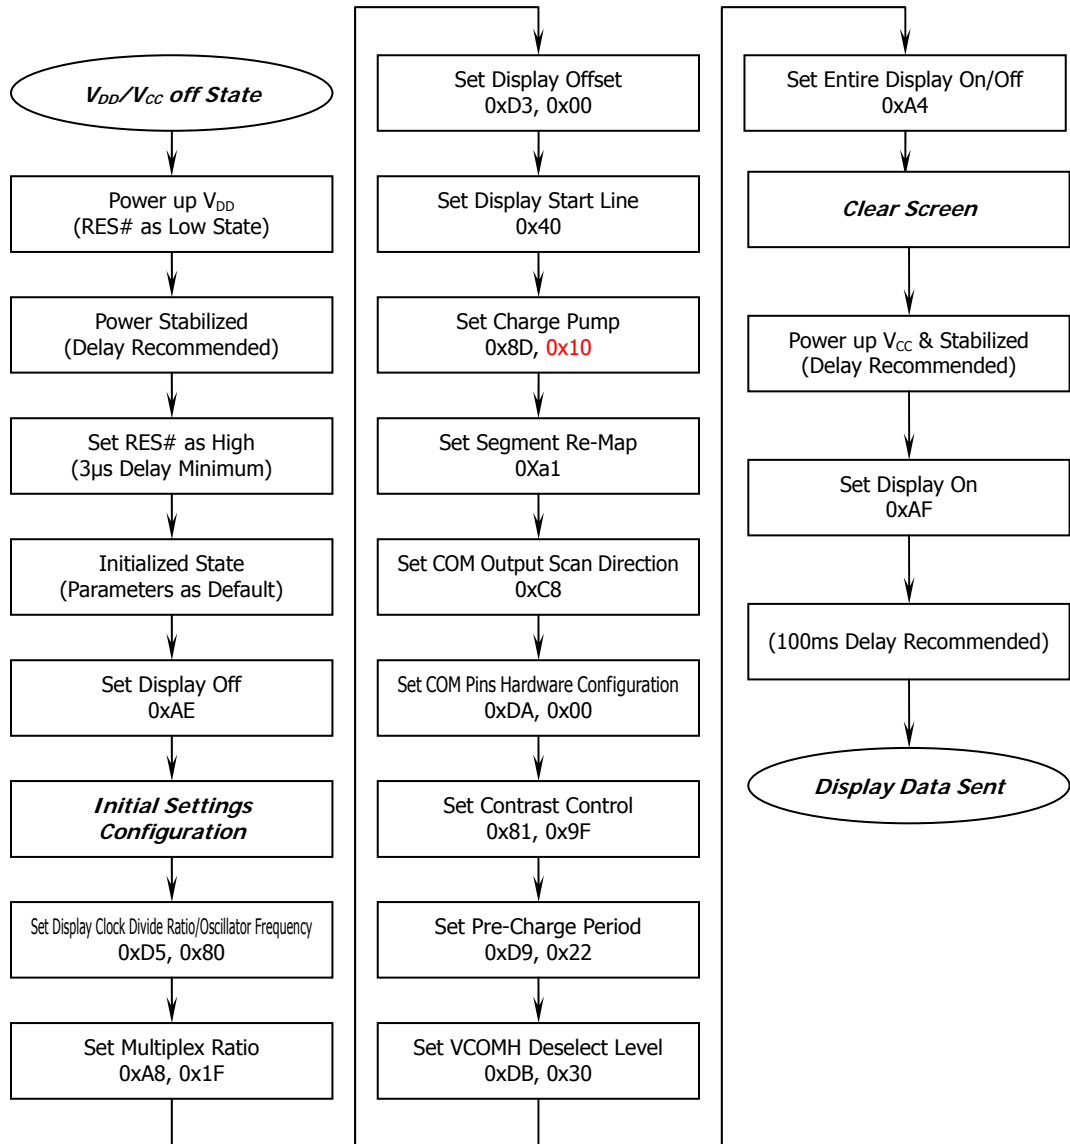 V_DD/V_CC off State
Power up V_DD
(RES# as Low State)
Power Stabilized
(Delay Recommended)
Set RES# as High
(3μs Delay Minimum)
Initialized State
(Parameters as Default)
Set Display Off
0xAE
Initial Settings
Configuration
Set Display Clock Divide Ratio/Oscillator Frequency
0xD5, 0x80
Set Multiplex Ratio
0xA8, 0x1F
Set Display Offset
0xD3, 0x00
Set Display Start Line
0x40
Set Charge Pump
0x8D, 0x10
Set Segment Re-Map
0Xa1
Set COM Output Scan Direction
0xC8
Set COM Pins Hardware Configuration
0xDA, 0x00
Set Contrast Control
0x81, 0x9F
Set Pre-Charge Period
0xD9, 0x22
Set VCOMH Deselect Level
0xDB, 0x30
Set Entire Display On/Off
0xA4
Clear Screen
Power up V_CC & Stabilized
(Delay Recommended)
Set Display On
0xAF
(100ms Delay Recommended)
Display Data Sent